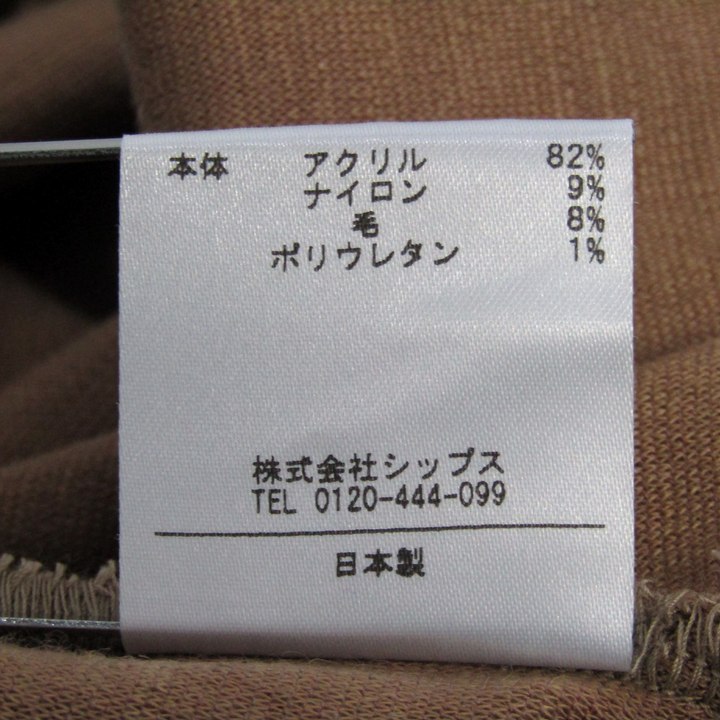 本体 アクリル 82%
ナイロン 9%
毛 8%
ポリウレタン 1%
株式会社シップス
TEL 0120-444-099
日本製